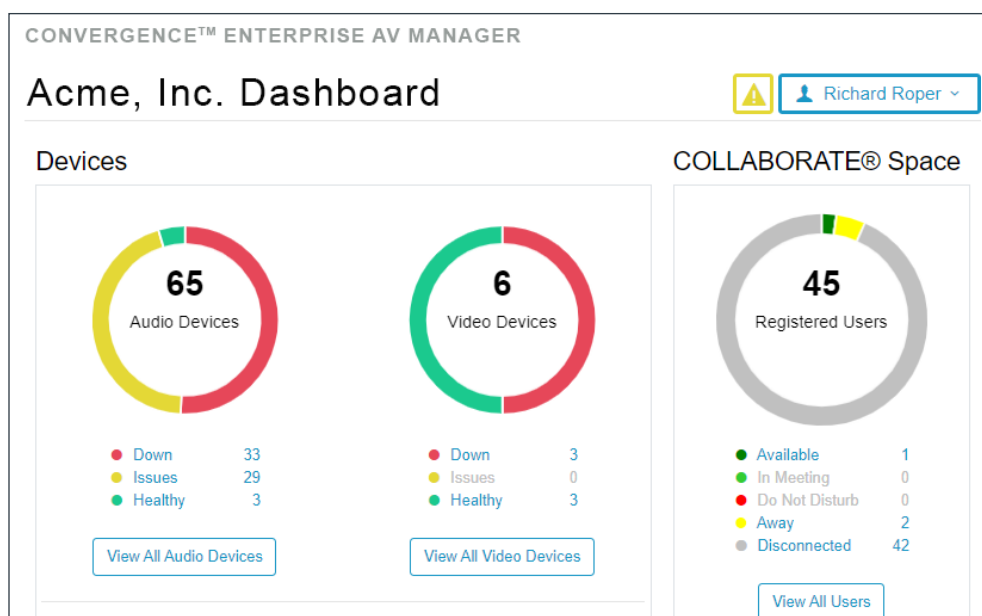 CONVERGENCE™ ENTERPRISE AV MANAGER
Acme, Inc. Dashboard
Richard Roper
Devices
65
Audio Devices
Down 33
Issues 29
Healthy 3
View All Audio Devices
6
Video Devices
Down 3
Issues 0
Healthy 3
View All Video Devices
COLLABORATE® Space
45
Registered Users
Available 1
In Meeting 0
Do Not Disturb 0
Away 2
Disconnected 42
View All Users